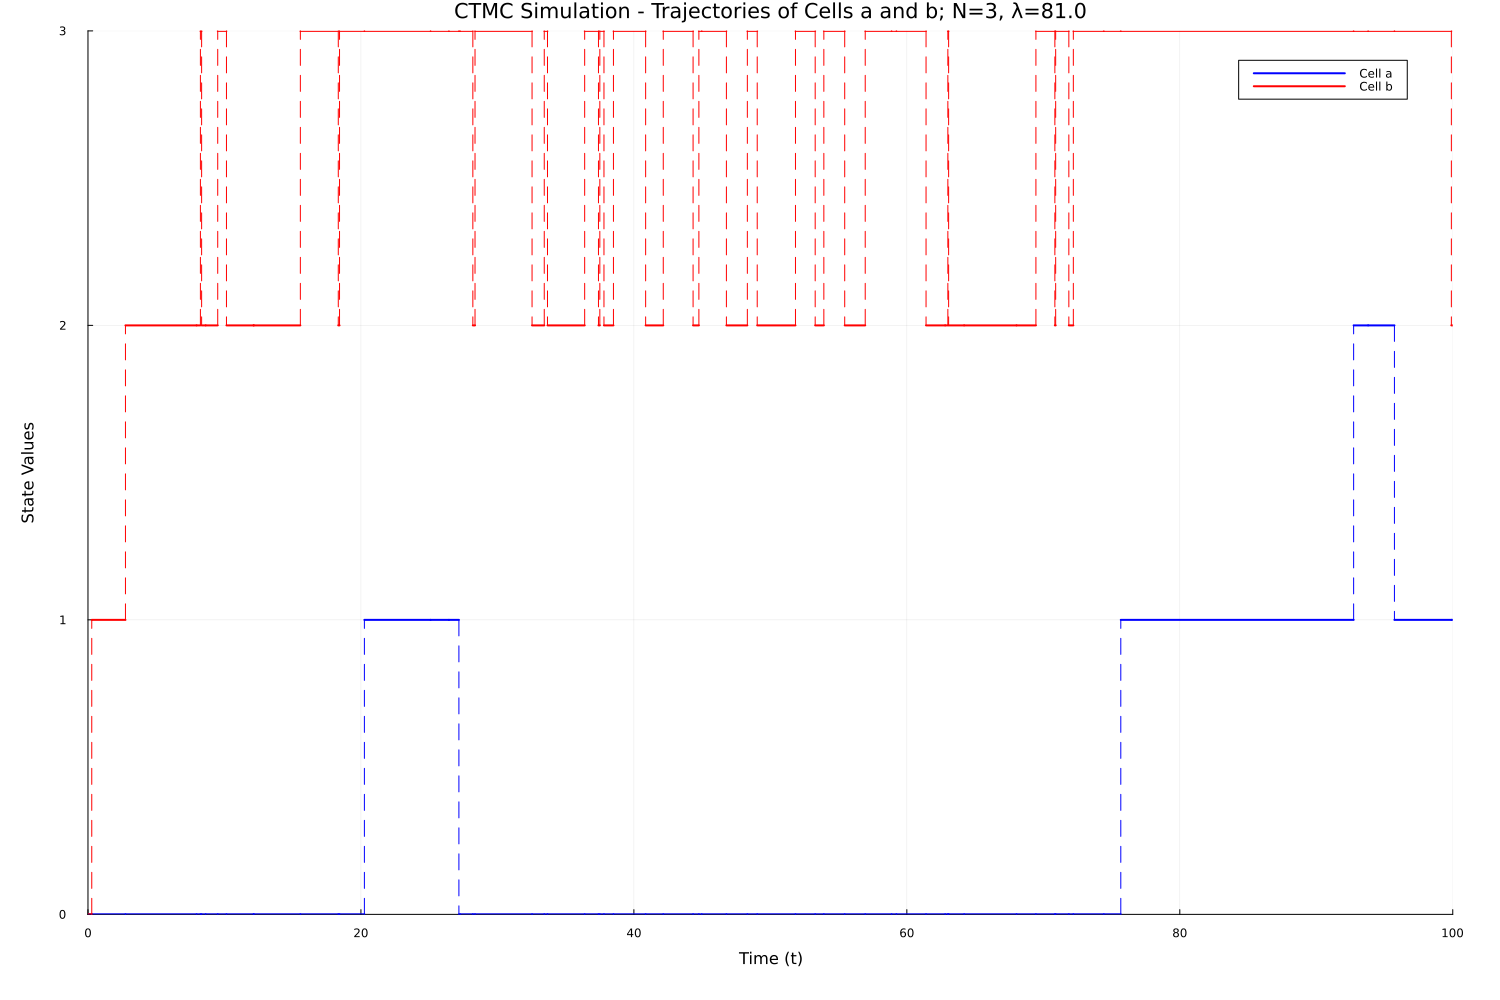 CTMC Simulation - Trajectories of Cells a and b; N=3, λ=81.0
3
Cell a
Cell b
2
State Values
1
0
0 20 40 60 80 100
Time (t)